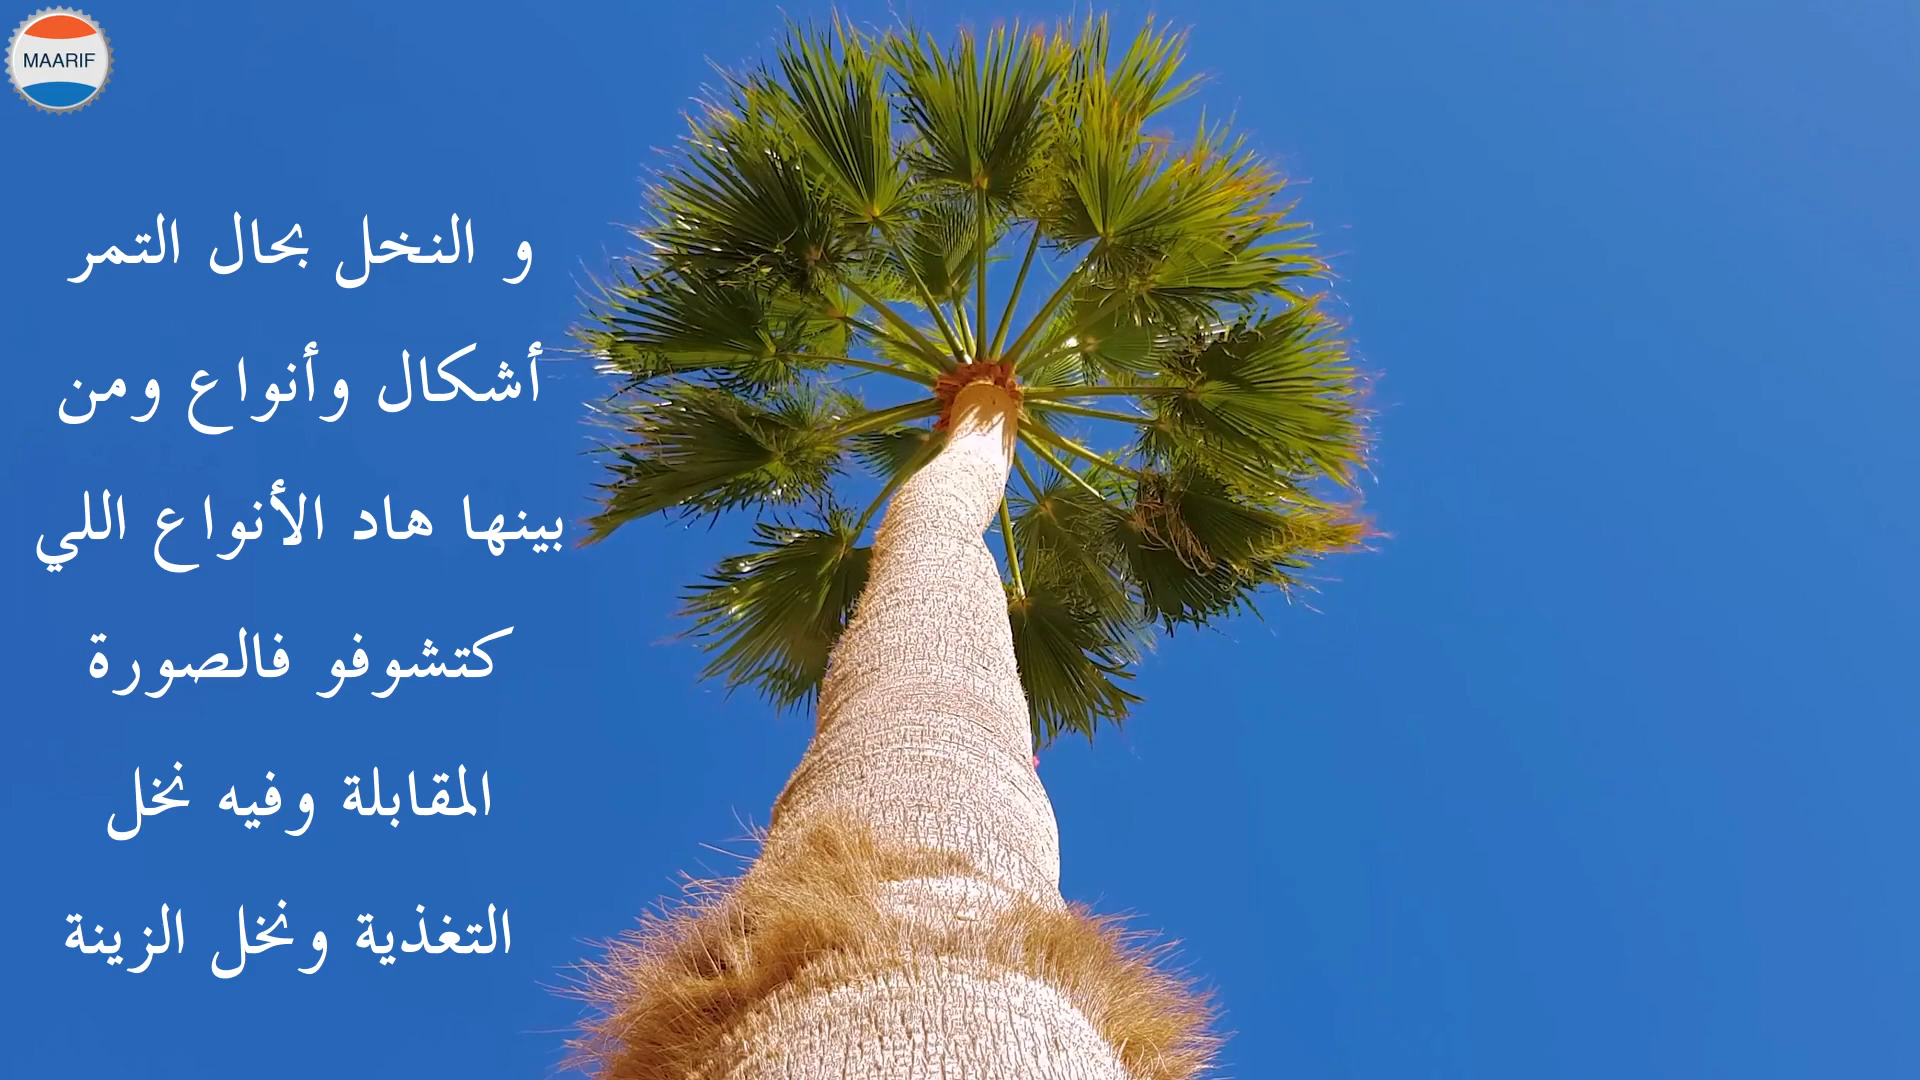 MAARIF
و النخل بحال التمر
أشكال وأنواع ومن
بينها هاد الأنواع اللي
كتشوفو فالصورة
المقابلة وفيه نخل
التغذية ونخل الزينة